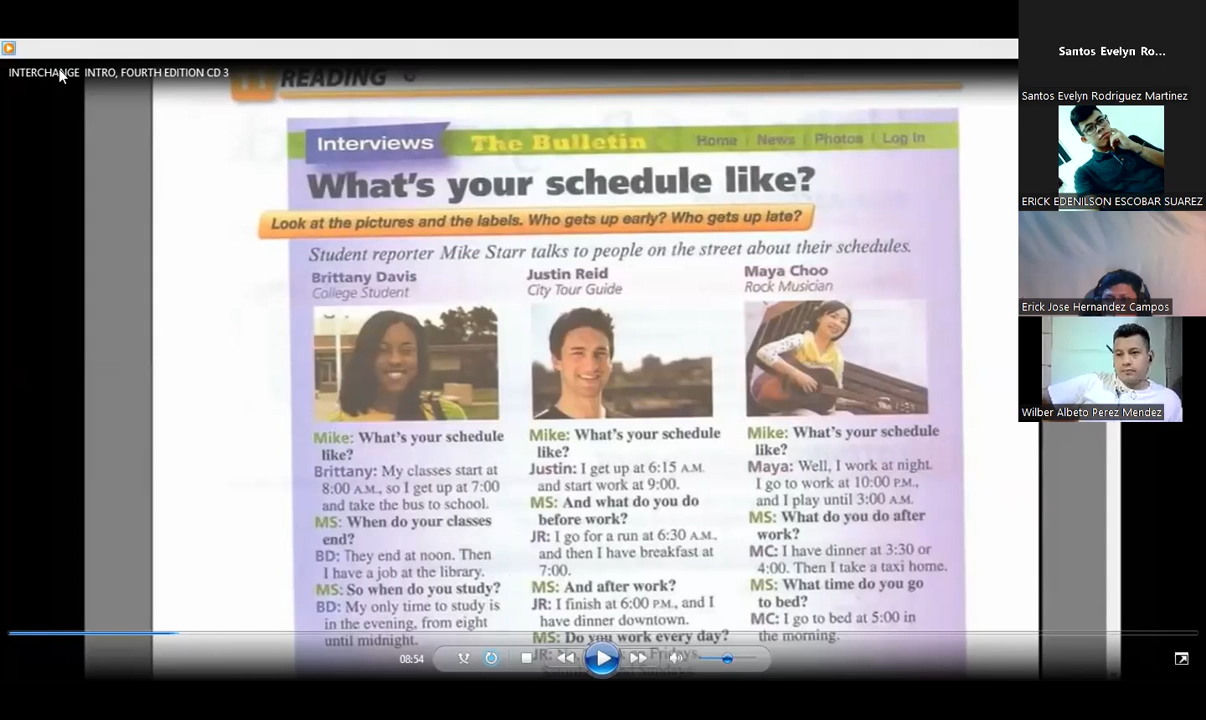 INTERCHANGE INTRO, FOURTH EDITION CD 3
READING
Interviews
The Bulletin
Home | News | Photos | Log In
What's your schedule like?
Look at the pictures and the labels. Who gets up early? Who gets up late?
Student reporter Mike Starr talks to people on the street about their schedules.
Brittany Davis
College Student
Mike: What's your schedule
like?
Brittany: My classes start at
8:00 A.M., so I get up at 7:00
and take the bus to school.
MS: When do your classes
end?
BD: They end at noon. Then
I have a job at the library.
MS: So when do you study?
BD: My only time to study is
in the evening, from eight
until midnight.
Justin Reid
City Tour Guide
Mike: What's your schedule
like?
Justin: I get up at 6:15 A.M.
and start work at 9:00.
MS: And what do you do
before work?
JR: I go for a run at 6:30 A.M.,
and then I have breakfast at
7:00.
MS: And after work?
JR: I finish at 6:00 P.M., and I
have dinner downtown.
MS: Do you work every day?
JR:
Maya Choo
Rock Musician
Mike: What's your schedule
like?
Maya: Well, I work at night.
I go to work at 10:00 P.M.,
and I play until 3:00 A.M.
MS: What do you do after
work?
MC: I have dinner at 3:30 or
4:00. Then I take a taxi home.
MS: What time do you go
to bed?
MC: I go to bed at 5:00 in
the morning.
08:54
Santos Evelyn Ro...
Santos Evelyn Rodriguez Martinez
ERICK EDENILSON ESCOBAR SUAREZ
Erick Jose Hernandez Campos
Wilber Albeto Perez Mendez